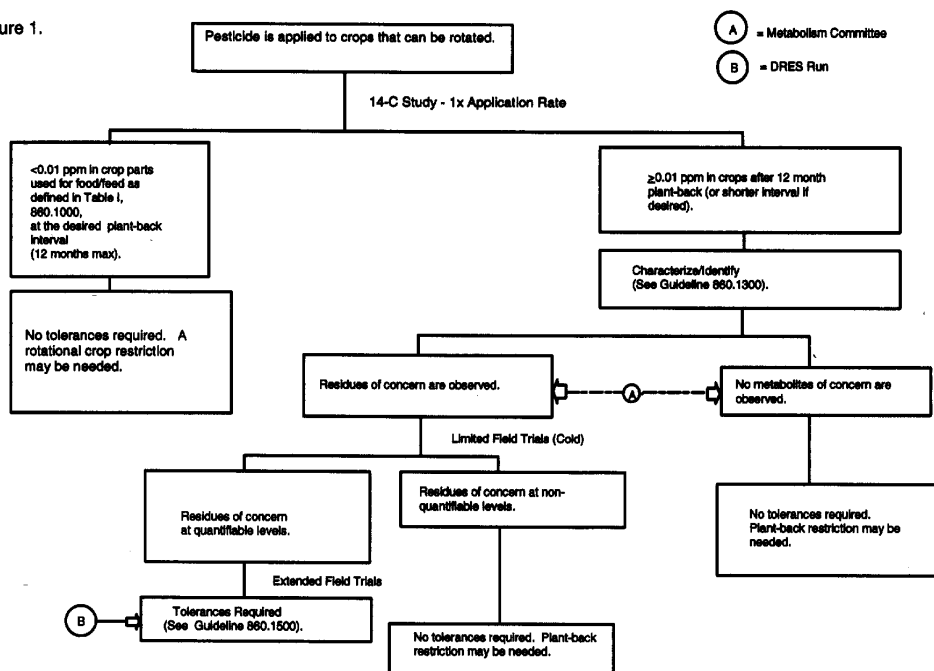 ure 1.
Pesticide is applied to crops that can be rotated.
A = Metabolism Committee
B = DRES Run
14-C Study - 1x Application Rate
<0.01 ppm in crop parts
used for food/feed as
defined in Table I,
860.1000,
at the desired plant-back
interval
(12 months max).
≥0.01 ppm in crops after 12 month
plant-back (or shorter interval if
desired).
Characterize/Identify
(See Guideline 860.1300).
No tolerances required. A
rotational crop restriction
may be needed.
Residues of concern are observed.
A
No metabolites of concern are
observed.
Limited Field Trials (Cold)
Residues of concern
at quantifiable levels.
Residues of concern at non-
quantifiable levels.
No tolerances required.
Plant-back restriction may be
needed.
Extended Field Trials
B
Tolerances Required
(See Guideline 860.1500).
No tolerances required. Plant-back
restriction may be needed.